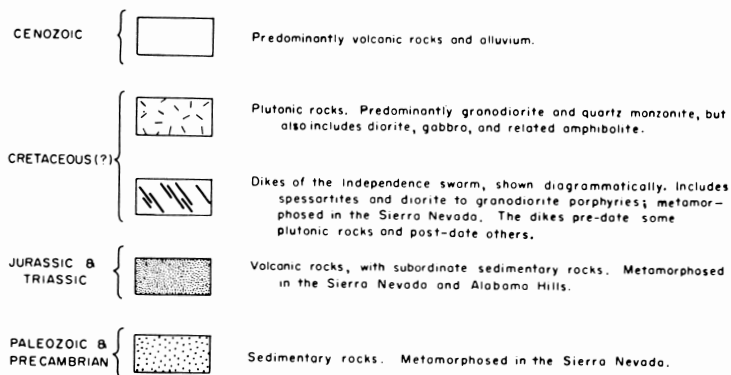 CENOZOIC
Predominantly volcanic rocks and alluvium.
CRETACEOUS(?)
Plutonic rocks. Predominantly granodiorite and quartz monzonite, but
also includes diorite, gabbro, and related amphibolite.
Dikes of the Independence swarm, shown diagrammatically. Includes
spessartites and diorite to granodiorite porphyries; metamor-
phosed in the Sierra Nevada. The dikes pre-date some
plutonic rocks and post-date others.
JURASSIC &
TRIASSIC
Volcanic rocks, with subordinate sedimentary rocks. Metamorphosed
in the Sierra Nevada and Alabama Hills.
PALEOZOIC &
PRECAMBRIAN
Sedimentary rocks. Metamorphosed in the Sierra Nevada.